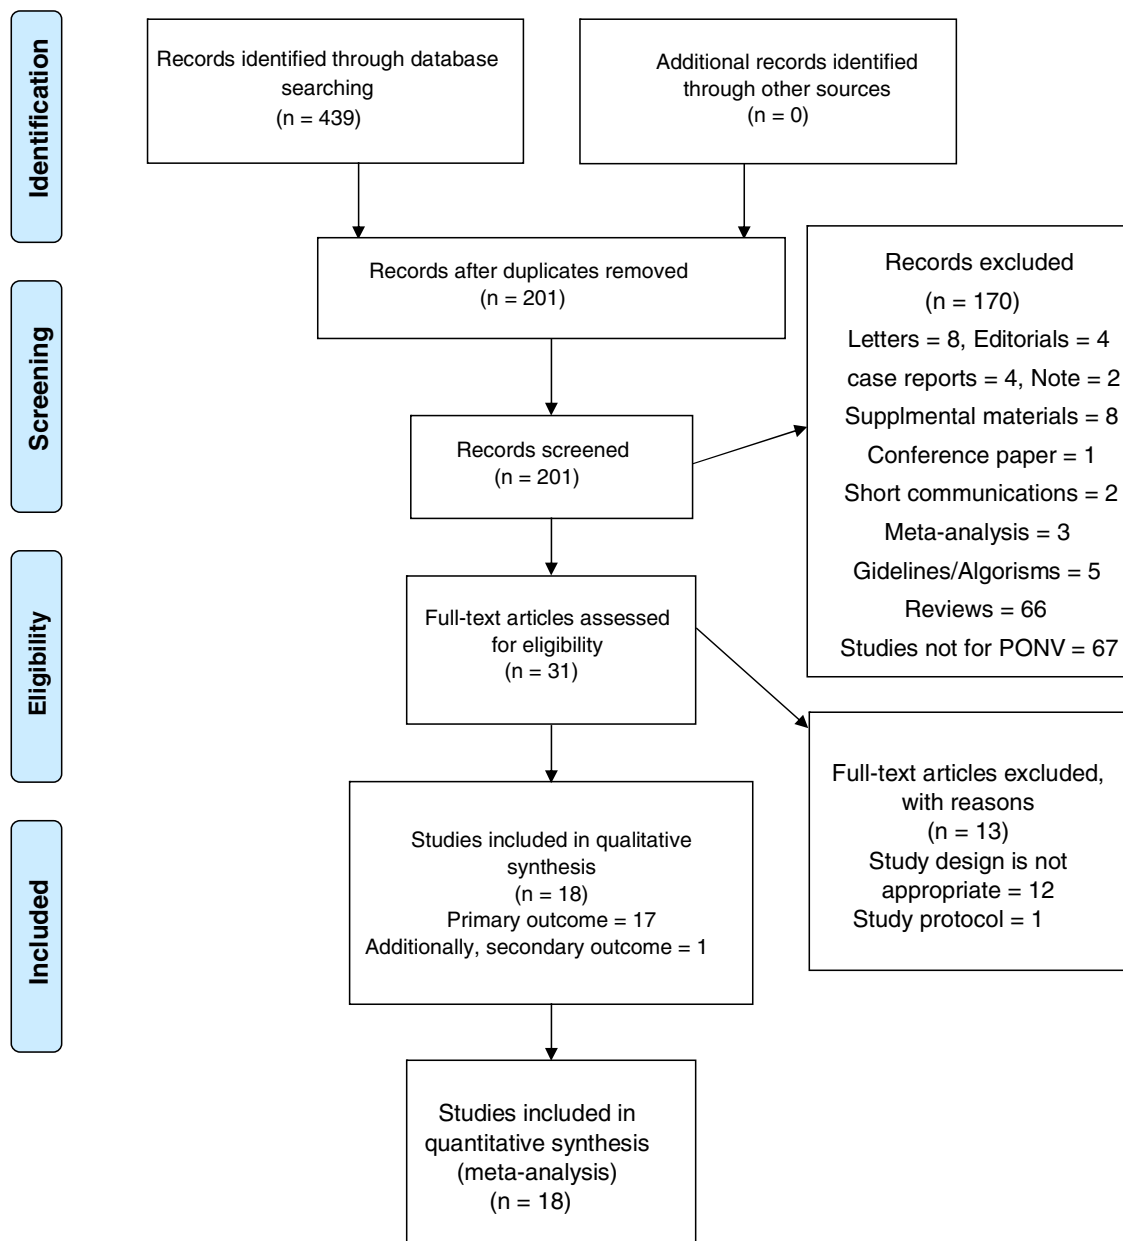 Identification
Records identified through database
searching
(n = 439)
Additional records identified
through other sources
(n = 0)
Records after duplicates removed
(n = 201)
Screening
Records screened
(n = 201)
Records excluded
(n = 170)
Letters = 8, Editorials = 4
case reports = 4, Note = 2
Supplmental materials = 8
Conference paper = 1
Short communications = 2
Meta-analysis = 3
Gidelines/Algorisms = 5
Reviews = 66
Studies not for PONV = 67
Eligibility
Full-text articles assessed
for eligibility
(n = 31)
Full-text articles excluded,
with reasons
(n = 13)
Study design is not
appropriate = 12
Study protocol = 1
Included
Studies included in qualitative
synthesis
(n = 18)
Primary outcome = 17
Additionally, secondary outcome = 1
Studies included in
quantitative synthesis
(meta-analysis)
(n = 18)